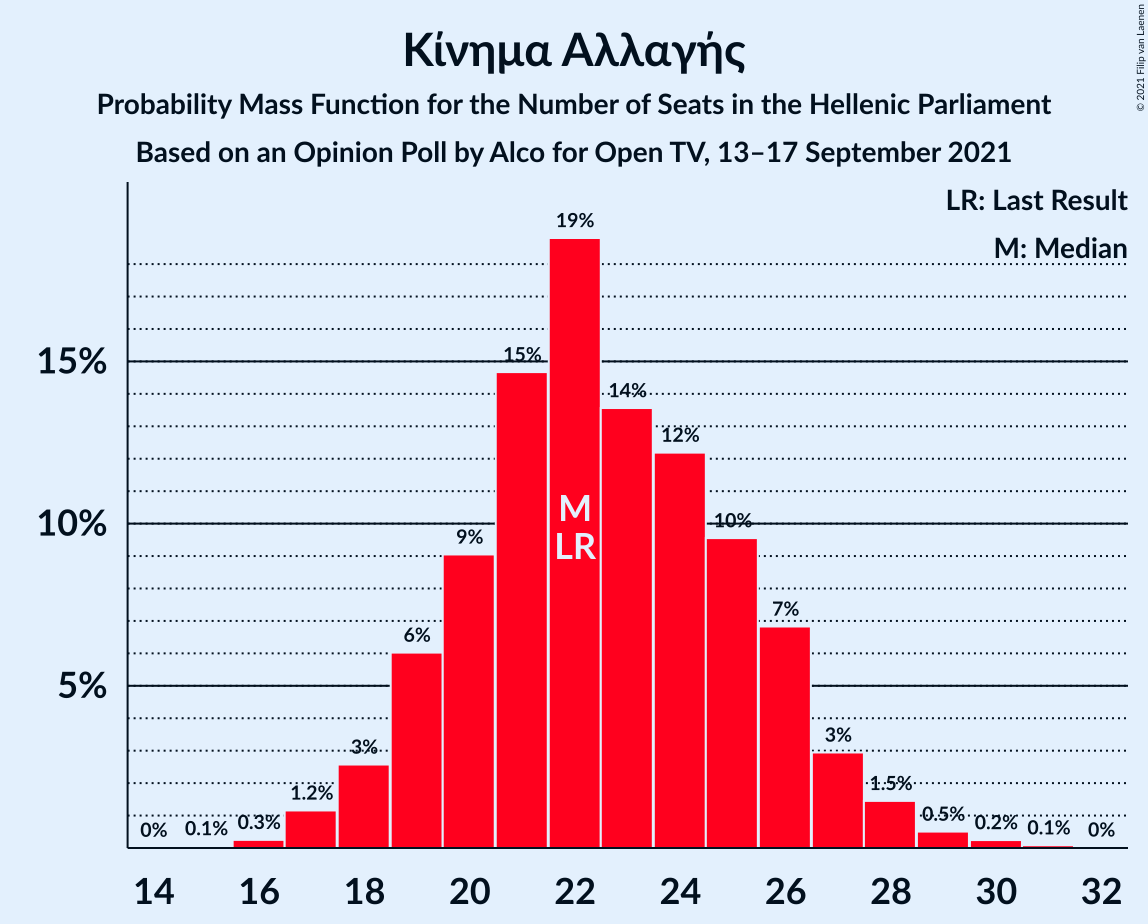 Κίνημα Αλλαγής
Probability Mass Function for the Number of Seats in the Hellenic Parliament
Based on an Opinion Poll by Alco for Open TV, 13–17 September 2021
© 2021 Filip van Laenen
LR: Last Result
M: Median
15%
10%
5%
0%
0.1%
0.3%
1.2%
3%
6%
9%
15%
19%
14%
12%
10%
7%
3%
1.5%
0.5%
0.2%
0.1%
0%
M
LR
14 16 18 20 22 24 26 28 30 32